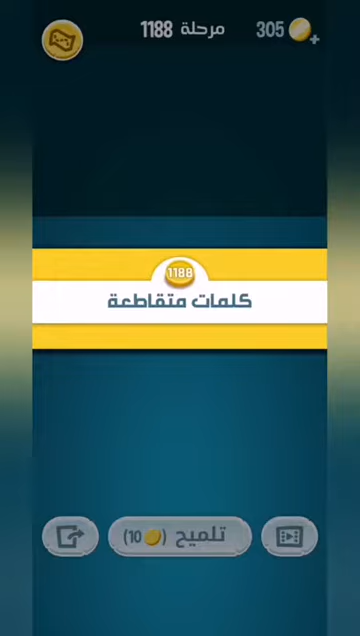 مرحلة 1188
305
1188
كلمات متقاطعة
تلميح (10)